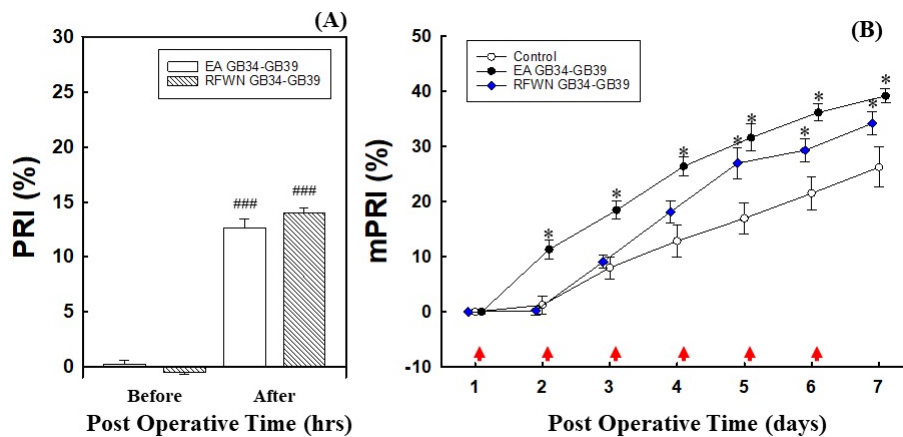 (A)
30
25
20
15
10
5
0
PRI (%)
EA GB34-GB39
RFWN GB34-GB39
###
###
Before
After
Post Operative Time (hrs)
(B)
50
40
30
20
10
0
-10
mPRI (%)
Control
EA GB34-GB39
RFWN GB34-GB39
* * * * * *
* * *
1 2 3 4 5 6 7
Post Operative Time (days)